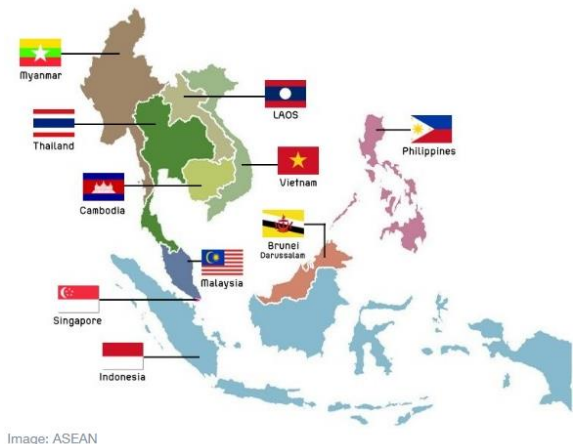 Myanmar
LAOS
Thailand
Philippines
Vietnam
Cambodia
Brunei
Darussalam
Malaysia
Singapore
Indonesia
Image: ASEAN